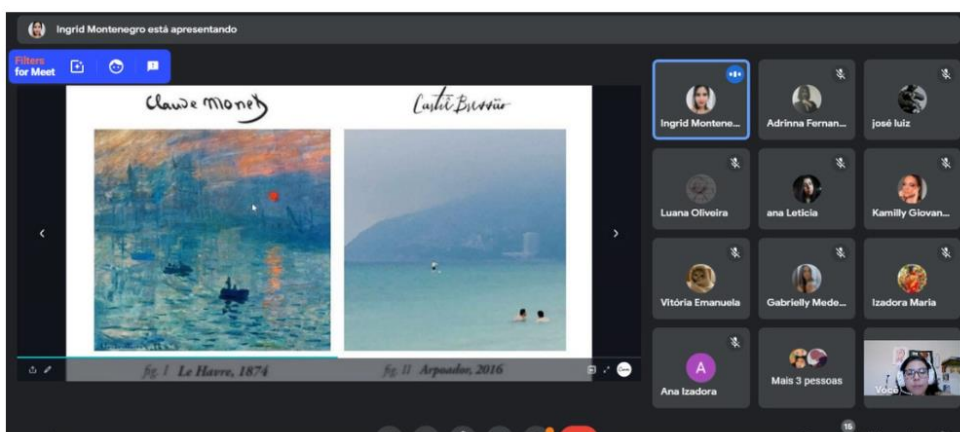 Ingrid Montenegro está apresentando
Filters
for Meet
Claude Monet
fig. I Le Havre, 1874
fig. II Arpoador, 2016
Ingrid Montene...
Adrinna Fernan...
josé luiz
Luana Oliveira
ana Leticia
Kamilly Giovan...
Vitória Emanuela
Gabrielly Mede...
Izadora Maria
A
Ana Izadora
Mais 3 pessoas
Você
15